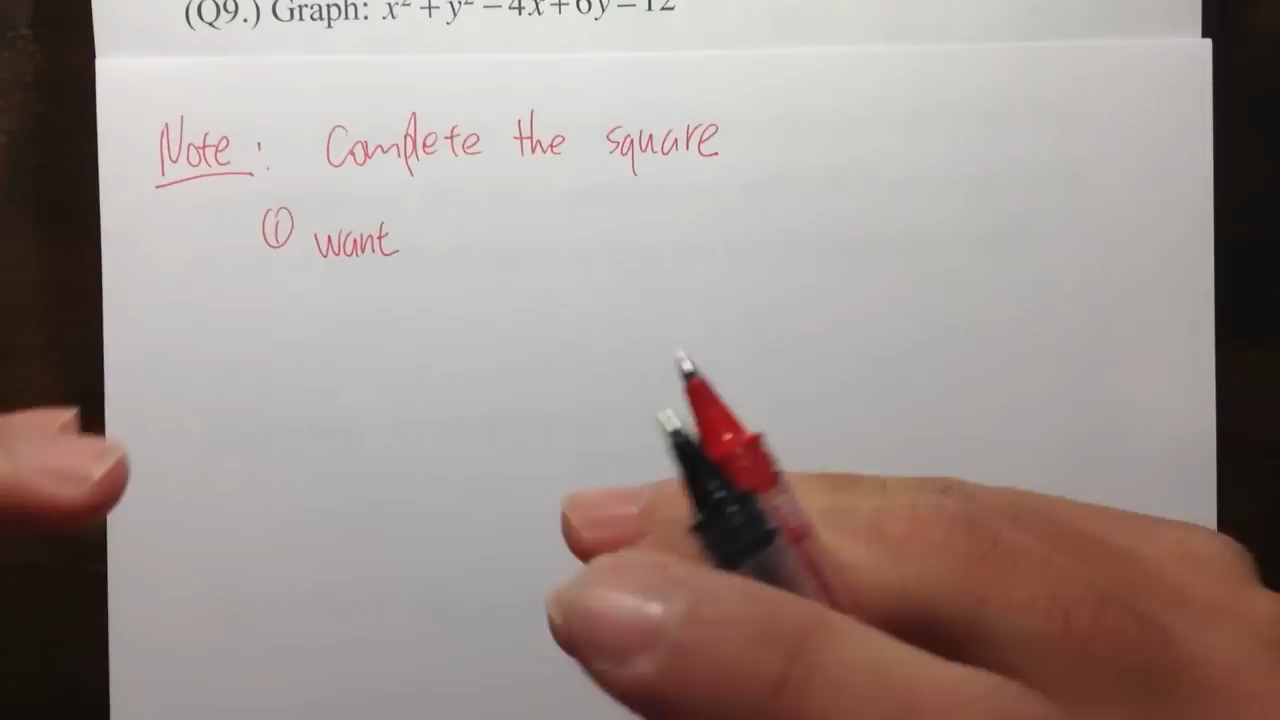 (Q9.) Graph: x² + y² − 4x + 6y − 12
Note: Complete the square
① want